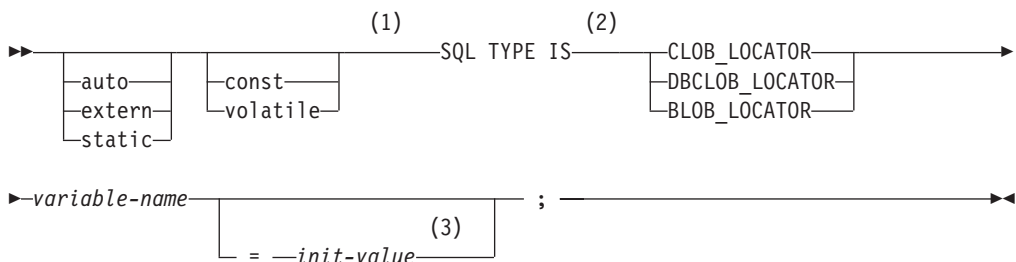 (1) (2)
SQL TYPE IS CLOB_LOCATOR
auto const DBCLOB_LOCATOR
extern volatile BLOB_LOCATOR
static
variable-name ;
(3)
= init-value